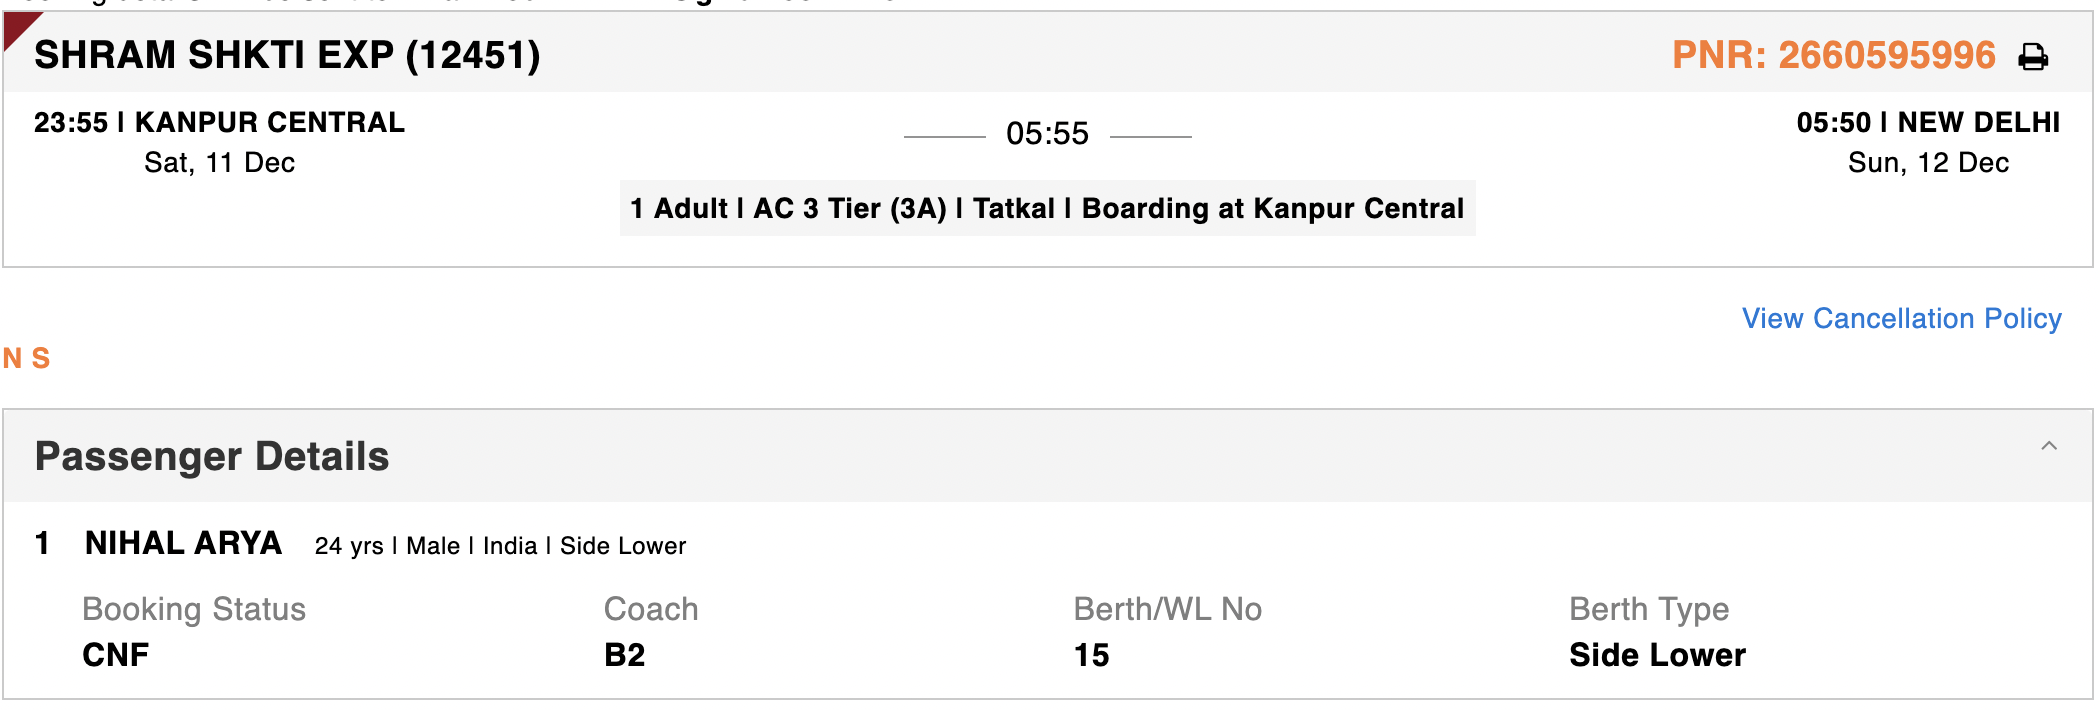 SHRAM SHKTI EXP (12451) PNR: 2660595996
23:55 | KANPUR CENTRAL 05:55 05:50 | NEW DELHI
Sat, 11 Dec Sun, 12 Dec
1 Adult | AC 3 Tier (3A) | Tatkal | Boarding at Kanpur Central
View Cancellation Policy
N S
Passenger Details
1 NIHAL ARYA 24 yrs | Male | India | Side Lower
Booking Status Coach Berth/WL No Berth Type
CNF B2 15 Side Lower